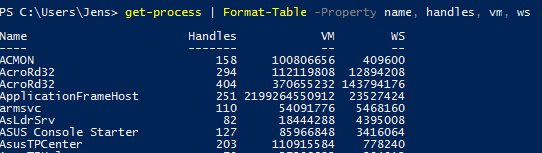 PS C:\Users\Jens> get-process | Format-Table -Property name, handles, vm, ws
Name Handles VM WS
---- ------- -- --
ACMON 158 100806656 409600
AcroRd32 294 112119808 12894208
AcroRd32 404 370655232 143794176
ApplicationFrameHost 251 2199264550912 23527424
armsvc 110 54091776 5468160
AsLdrSrv 82 18444288 4395008
ASUS Console Starter 127 85966848 3416064
AsusTPCenter 203 110915584 778240